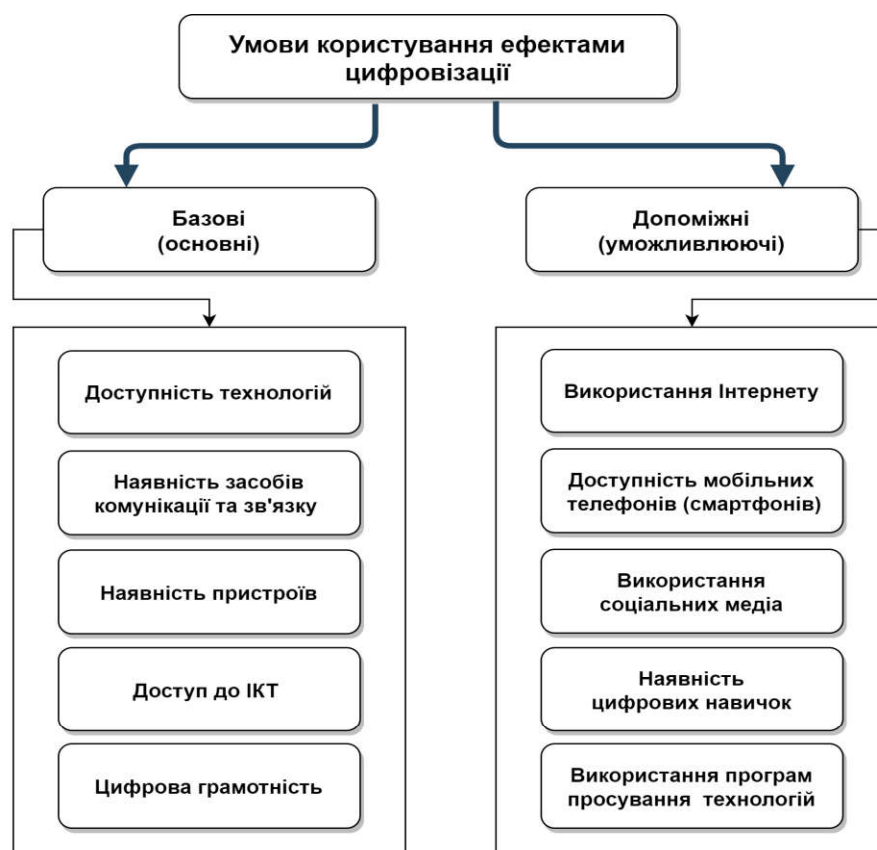 Умови користування ефектами
цифровізації
Базові
(основні)
Допоміжні
(уможливлюючі)
Доступність технологій
Наявність засобів
комунікації та зв'язку
Наявність пристроїв
Доступ до ІКТ
Цифрова грамотність
Використання Інтернету
Доступність мобільних
телефонів (смартфонів)
Використання
соціальних медіа
Наявність
цифрових навичок
Використання програм
просування технологій